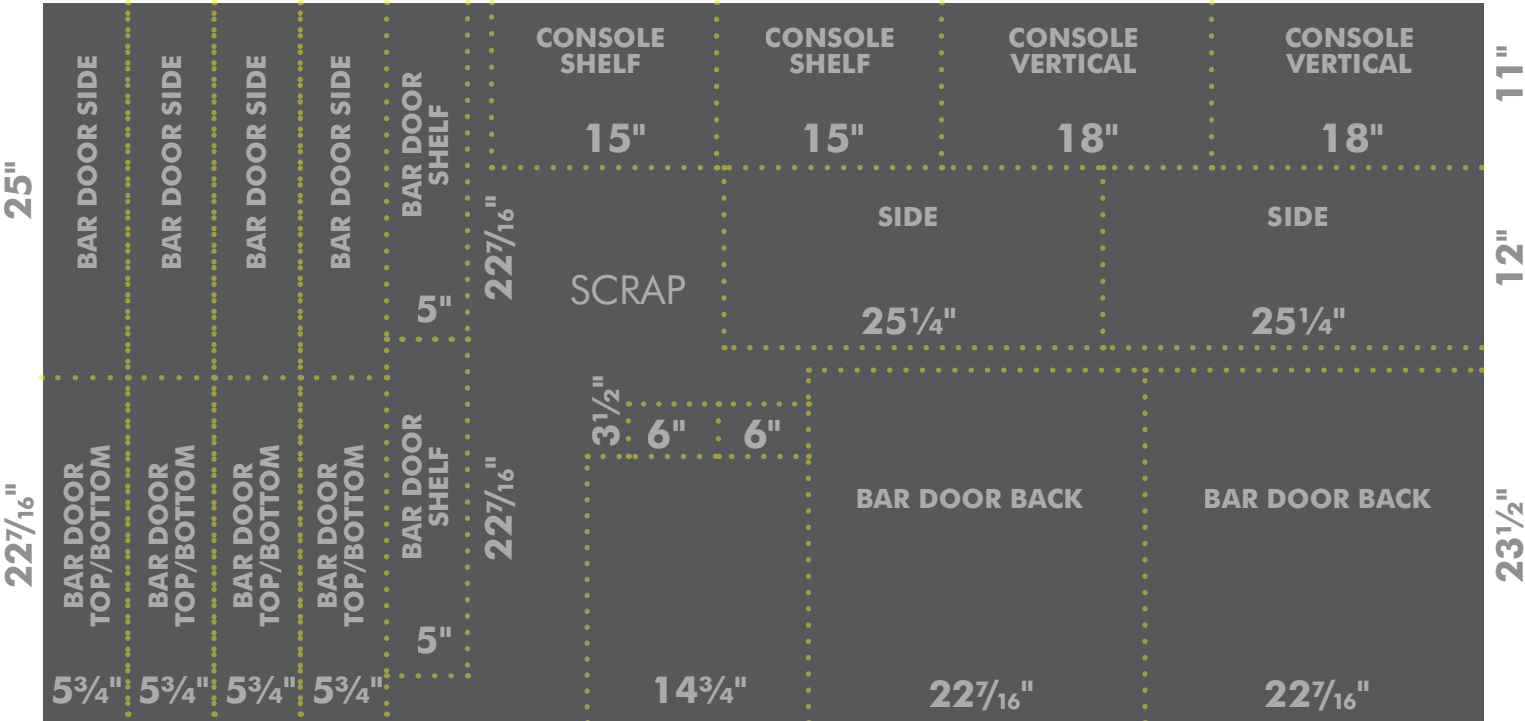 25"
22⁷⁄₁₆"
BAR DOOR SIDE
BAR DOOR SIDE
BAR DOOR SIDE
BAR DOOR SIDE
BAR DOOR
SHELF
5"
22⁷⁄₁₆"
CONSOLE
SHELF
15"
CONSOLE
SHELF
15"
CONSOLE
VERTICAL
18"
CONSOLE
VERTICAL
18"
11"
SCRAP
SIDE
25¼"
SIDE
25¼"
12"
BAR DOOR
TOP/BOTTOM
5¾"
BAR DOOR
TOP/BOTTOM
5¾"
BAR DOOR
TOP/BOTTOM
5¾"
BAR DOOR
TOP/BOTTOM
5¾"
BAR DOOR
SHELF
5"
22⁷⁄₁₆"
3½"
6"
6"
14¾"
BAR DOOR BACK
22⁷⁄₁₆"
BAR DOOR BACK
22⁷⁄₁₆"
23½"